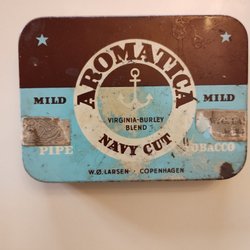 AROMATICA
MILD MILD
VIRGINIA-BURLEY
BLEND
NAVY CUT
PIPE TOBACCO
W.Ø. LARSEN · COPENHAGEN